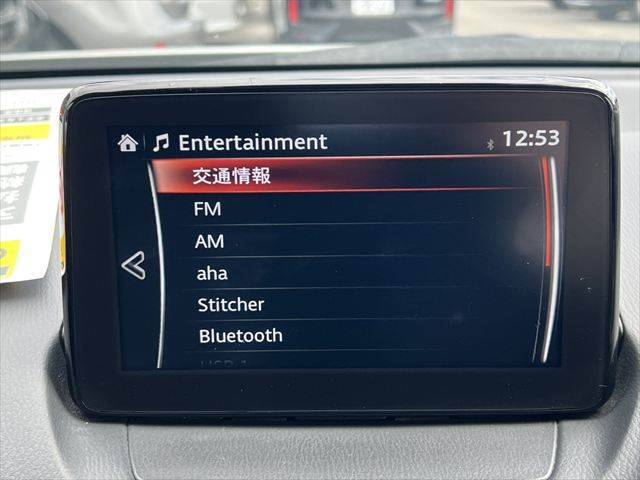 Entertainment
12:53
交通情報
FM
AM
aha
Stitcher
Bluetooth